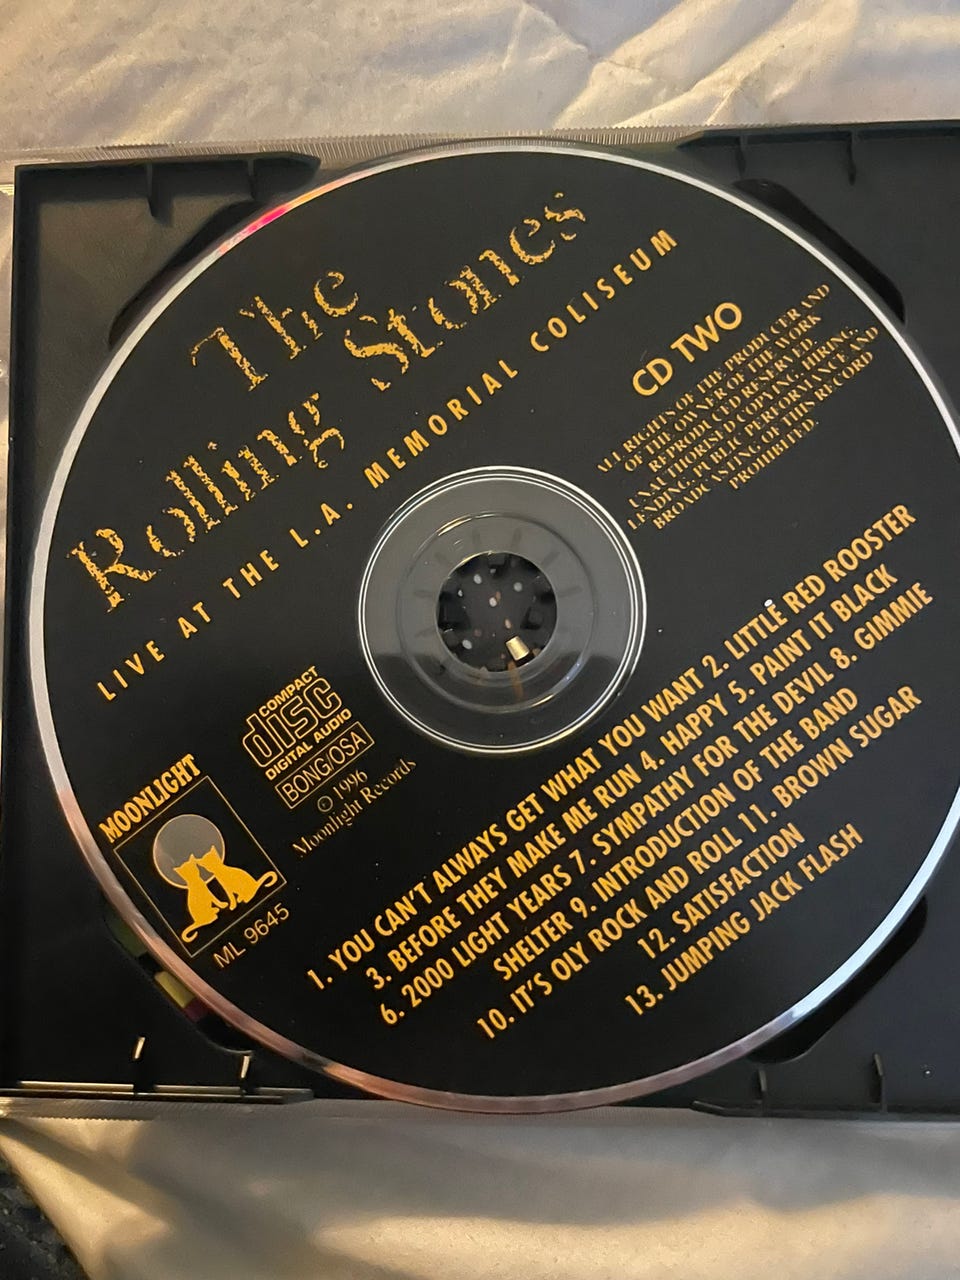 The
Rolling Stones
LIVE AT THE L.A. MEMORIAL COLISEUM
CD TWO
ALL RIGHTS OF THE PRODUCER AND
OF THE OWNER OF THE WORK
REPRODUCED RESERVED.
UNAUTHORISED COPYING, HIRING,
LENDING, PUBLIC PERFORMANCE AND
BROADCASTING OF THIS RECORD
PROHIBITED.
COMPACT
disc
DIGITAL AUDIO
BONG/OSA
© 1996
Moonlight Records
MOONLIGHT
ML 9645
1. YOU CAN'T ALWAYS GET WHAT YOU WANT 2. LITTLE RED ROOSTER
3. BEFORE THEY MAKE ME RUN 4. HAPPY 5. PAINT IT BLACK
6. 2000 LIGHT YEARS 7. SYMPATHY FOR THE DEVIL 8. GIMMIE
SHELTER 9. INTRODUCTION OF THE BAND
10. IT'S OLY ROCK AND ROLL 11. BROWN SUGAR
12. SATISFACTION
13. JUMPING JACK FLASH